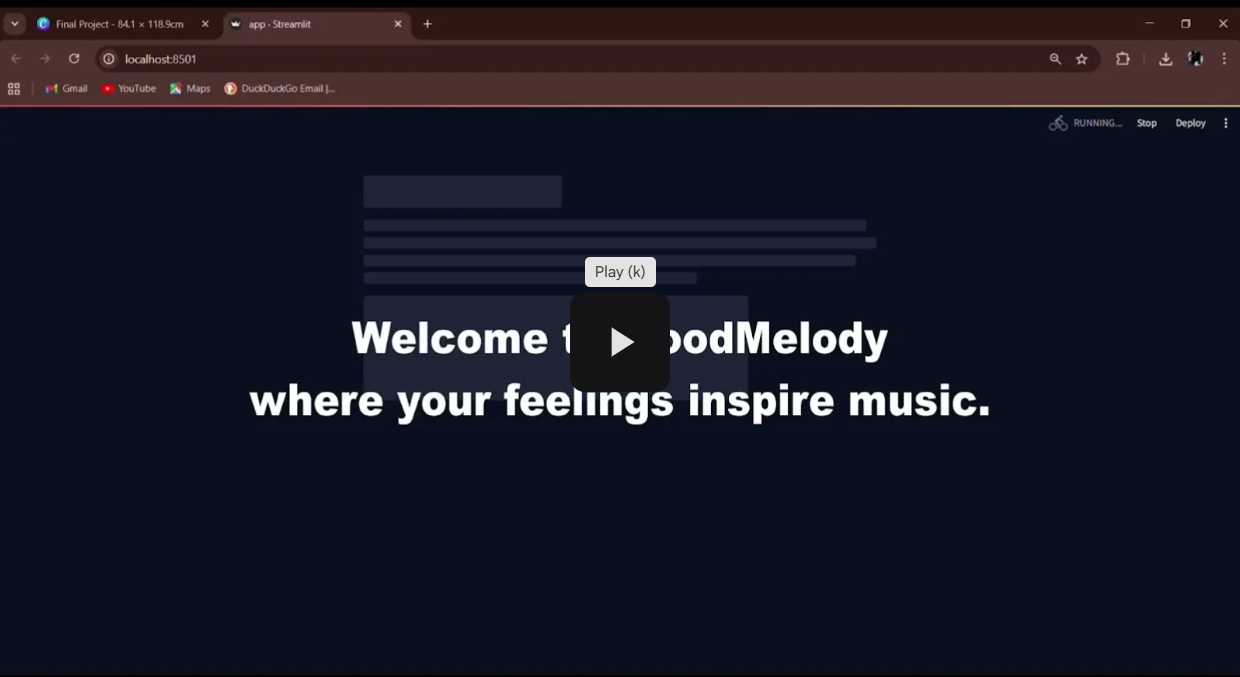 Final Project - 84.1 × 118.9cm
app · Streamlit
localhost:8501
Gmail
YouTube
Maps
DuckDuckGo Email |...
RUNNING...
Stop
Deploy
Play (k)
Welcome t oodMelody
where your feelings inspire music.